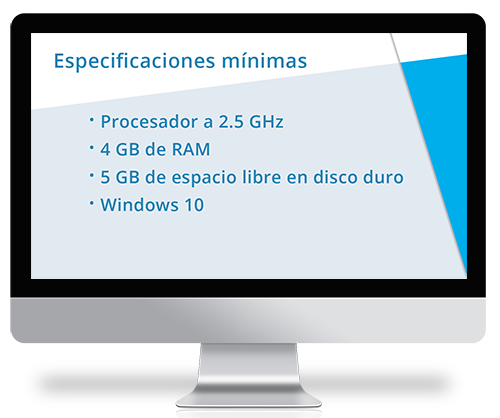 Especificaciones mínimas
· Procesador a 2.5 GHz
· 4 GB de RAM
· 5 GB de espacio libre en disco duro
· Windows 10